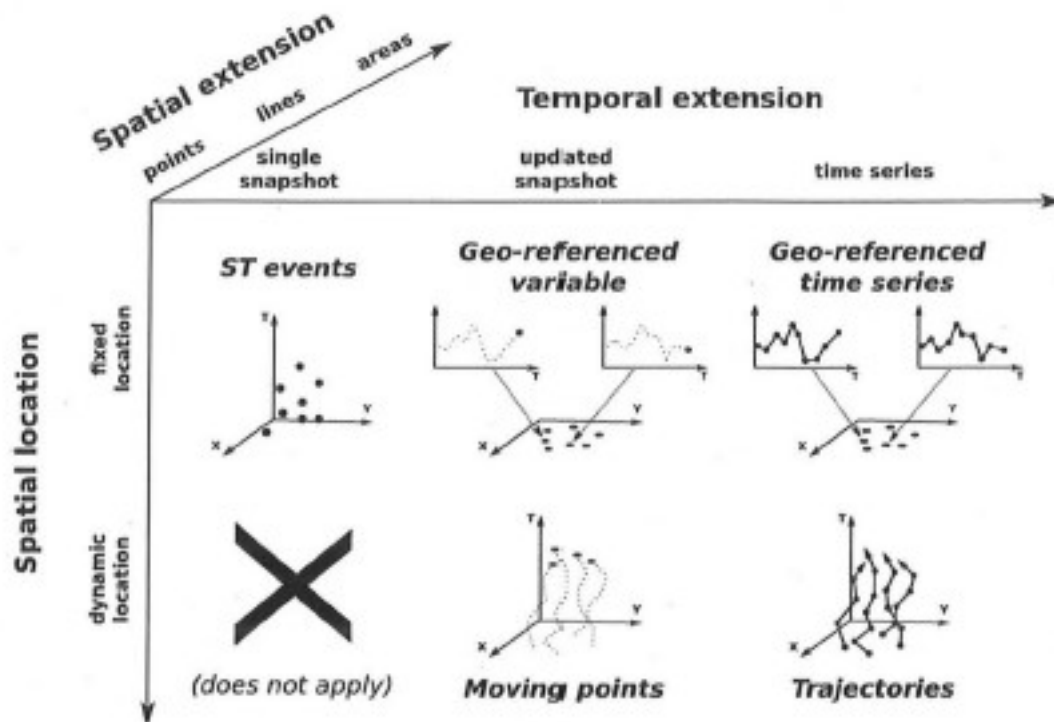 Spatial extension
points
lines
areas
Temporal extension
single
snapshot
updated
snapshot
time series
Spatial location
fixed
location
ST events
T
Y
X
Geo-referenced
variable
T
T
Y
X
Geo-referenced
time series
T
T
Y
X
dynamic
location
(does not apply)
T
Y
X
Moving points
T
Y
X
Trajectories